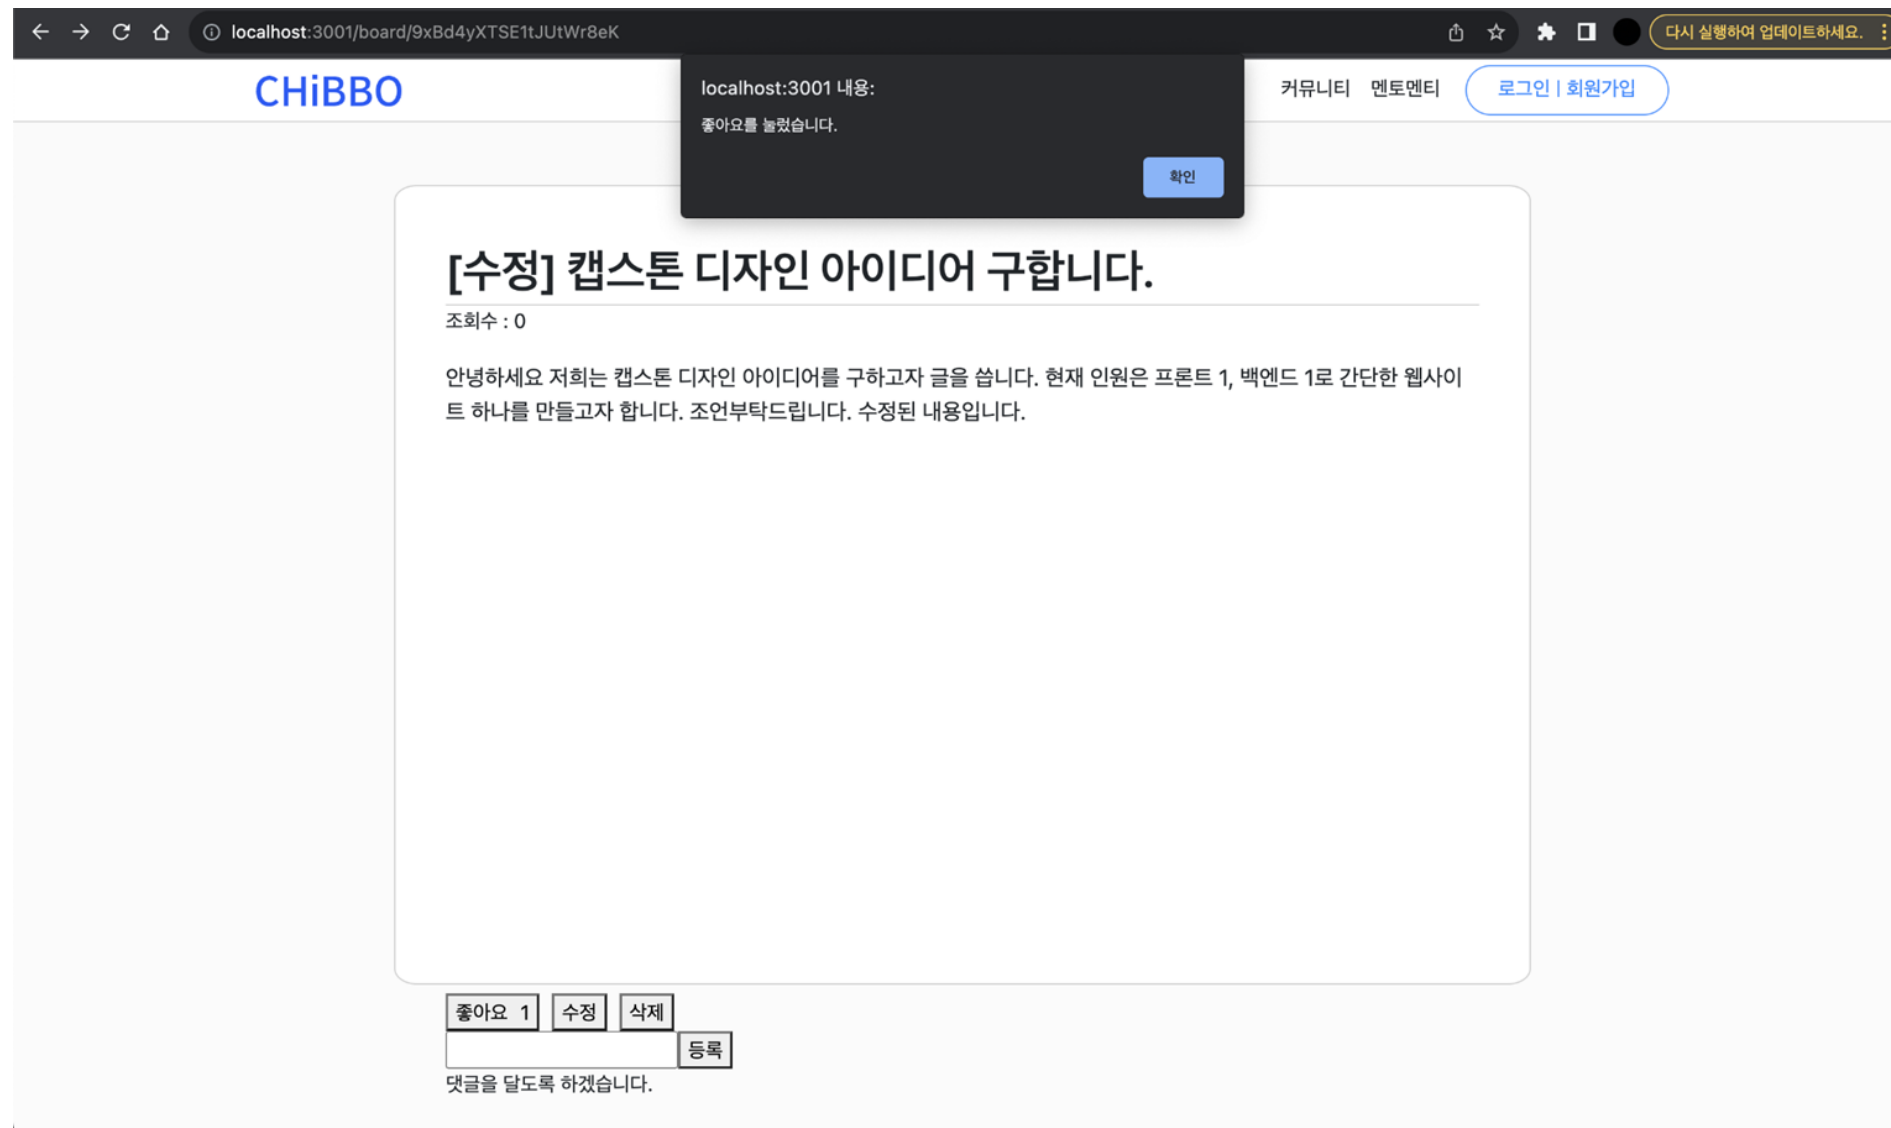 localhost:3001/board/9xBd4yXTSE1tJUtWr8eK
다시 실행하여 업데이트하세요.
CHiBBO
커뮤니티 멘토멘티 로그인 | 회원가입
localhost:3001 내용:
좋아요를 눌렀습니다.
확인
[수정] 캡스톤 디자인 아이디어 구합니다.
조회수 : 0
안녕하세요 저희는 캡스톤 디자인 아이디어를 구하고자 글을 씁니다. 현재 인원은 프론트 1, 백엔드 1로 간단한 웹사이
트 하나를 만들고자 합니다. 조언부탁드립니다. 수정된 내용입니다.
좋아요 1 수정 삭제
등록
댓글을 달도록 하겠습니다.